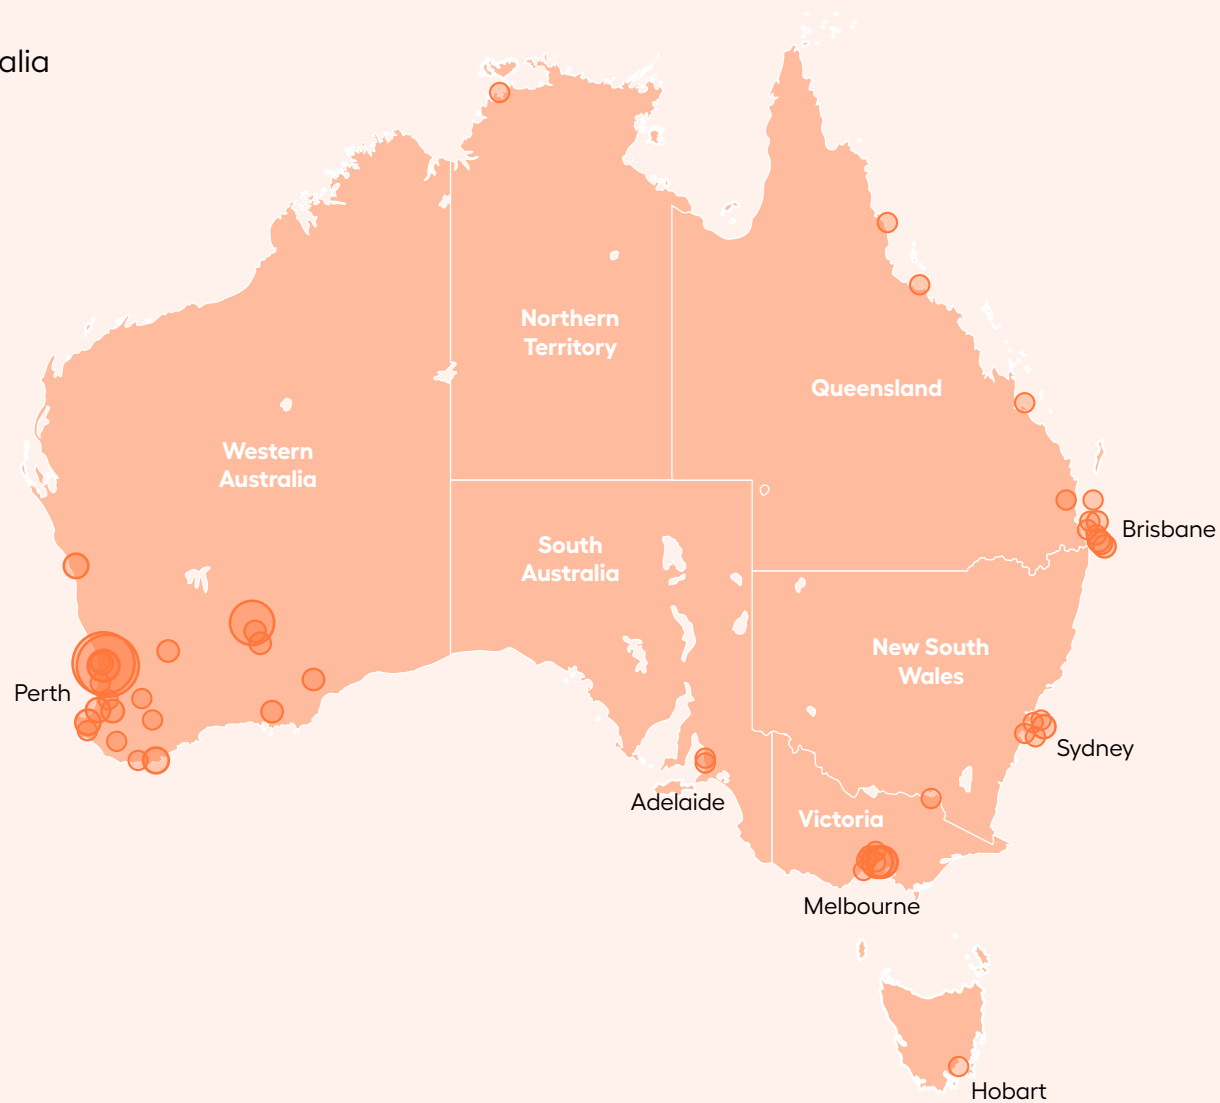 alia
Northern
Territory
Queensland
Western
Australia
Brisbane
South
Australia
New South
Wales
Perth
Sydney
Adelaide
Victoria
Melbourne
Hobart